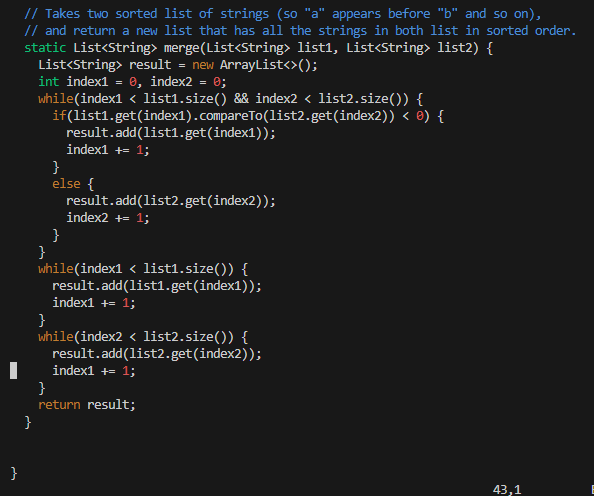 // Takes two sorted list of strings (so "a" appears before "b" and so on),
// and return a new list that has all the strings in both list in sorted order.
static List<String> merge(List<String> list1, List<String> list2) {
  List<String> result = new ArrayList<>();
  int index1 = 0, index2 = 0;
  while(index1 < list1.size() && index2 < list2.size()) {
    if(list1.get(index1).compareTo(list2.get(index2)) < 0) {
      result.add(list1.get(index1));
      index1 += 1;
    }
    else {
      result.add(list2.get(index2));
      index2 += 1;
    }
  }
  while(index1 < list1.size()) {
    result.add(list1.get(index1));
    index1 += 1;
  }
  while(index2 < list2.size()) {
    result.add(list2.get(index2));
    index1 += 1;
  }
  return result;
}
}
43,1